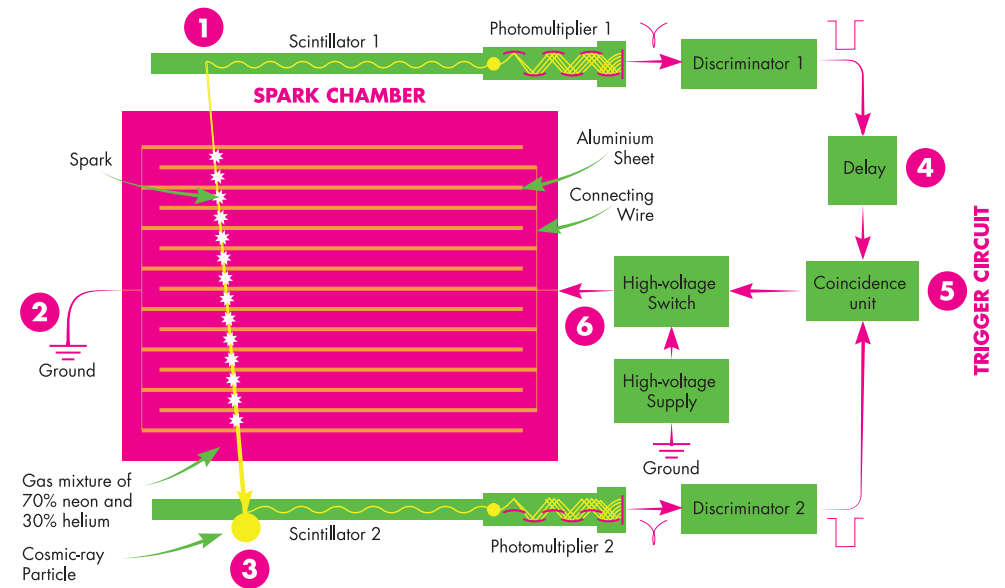 1
Scintillator 1
Photomultiplier 1
Discriminator 1
SPARK CHAMBER
Spark
Aluminium
Sheet
Connecting
Wire
Delay
4
2
Ground
High-voltage
Switch
6
Coincidence
unit
5
TRIGGER CIRCUIT
High-voltage
Supply
Ground
Gas mixture of
70% neon and
30% helium
Cosmic-ray
Particle
3
Scintillator 2
Photomultiplier 2
Discriminator 2